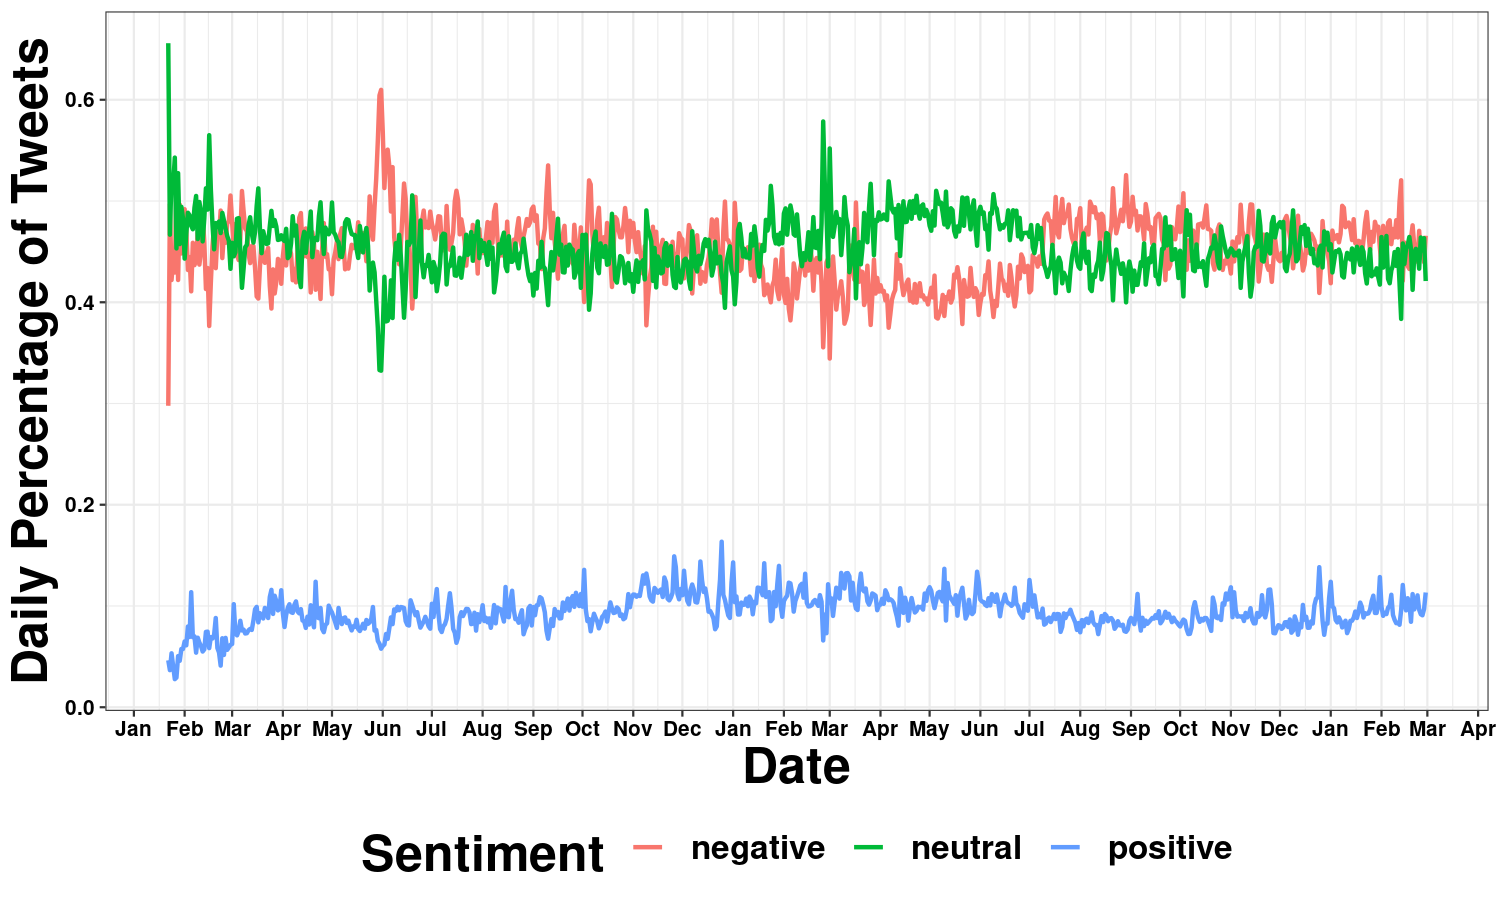 Daily Percentage of Tweets
0.6
0.4
0.2
0.0
Jan Feb Mar Apr May Jun Jul Aug Sep Oct Nov Dec Jan Feb Mar Apr May Jun Jul Aug Sep Oct Nov Dec Jan Feb Mar Apr
Date
Sentiment negative neutral positive